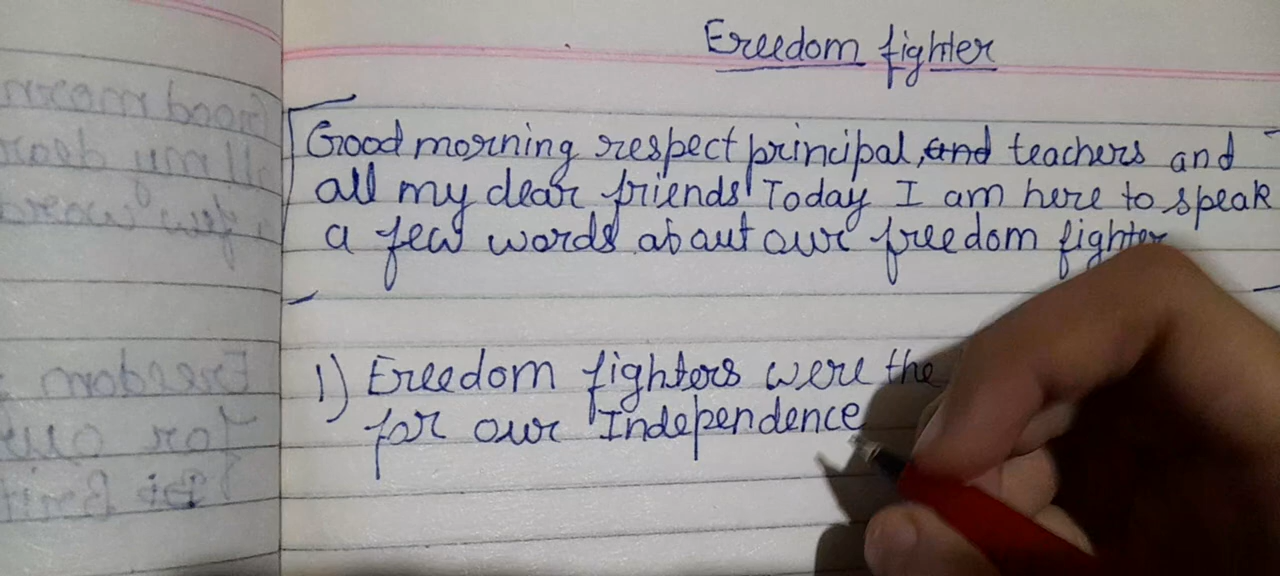 Freedom fighter
Good morning respect principal, and teachers and
all my dear friends Today I am here to speak
a few words about our freedom fighter
1) Freedom fighters were the
for our Independence